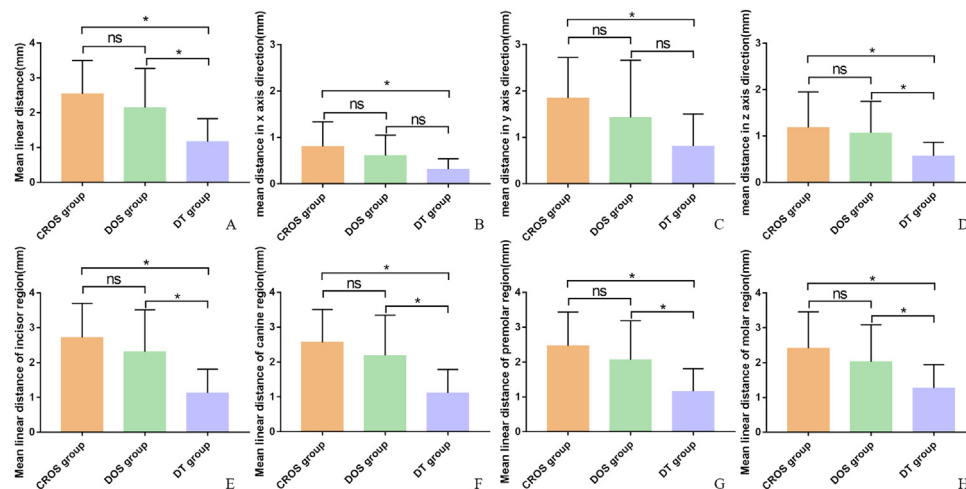 Mean linear distance(mm)
4
3
2
1
0
*
ns
*
CROS group
DOS group
DT group
A
mean distance in x axis direction(mm)
3
2
1
0
*
ns
ns
CROS group
DOS group
DT group
B
mean distance in y axis direction(mm)
3
2
1
0
*
ns
ns
CROS group
DOS group
DT group
C
mean distance in z axis direction(mm)
3
2
1
0
*
ns
*
CROS group
DOS group
DT group
D
Mean linear distance of incisor region(mm)
4
3
2
1
0
*
ns
*
CROS group
DOS group
DT group
E
Mean linear distance of canine region(mm)
4
3
2
1
0
*
ns
*
CROS group
DOS group
DT group
F
Mean linear distance of premolar region(mm)
4
3
2
1
0
*
ns
*
CROS group
DOS group
DT group
G
Mean linear distance of molar region(mm)
4
3
2
1
0
*
ns
*
CROS group
DOS group
DT group
H